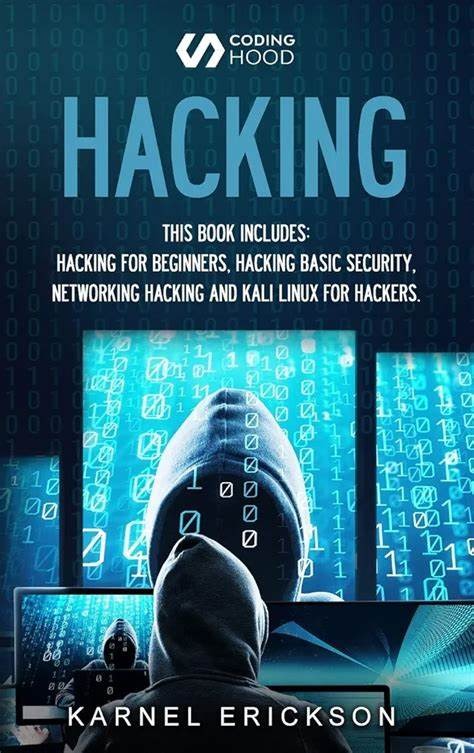 CODING
HOOD
HACKING
THIS BOOK INCLUDES:
HACKING FOR BEGINNERS, HACKING BASIC SECURITY,
NETWORKING HACKING AND KALI LINUX FOR HACKERS.
KARNEL ERICKSON